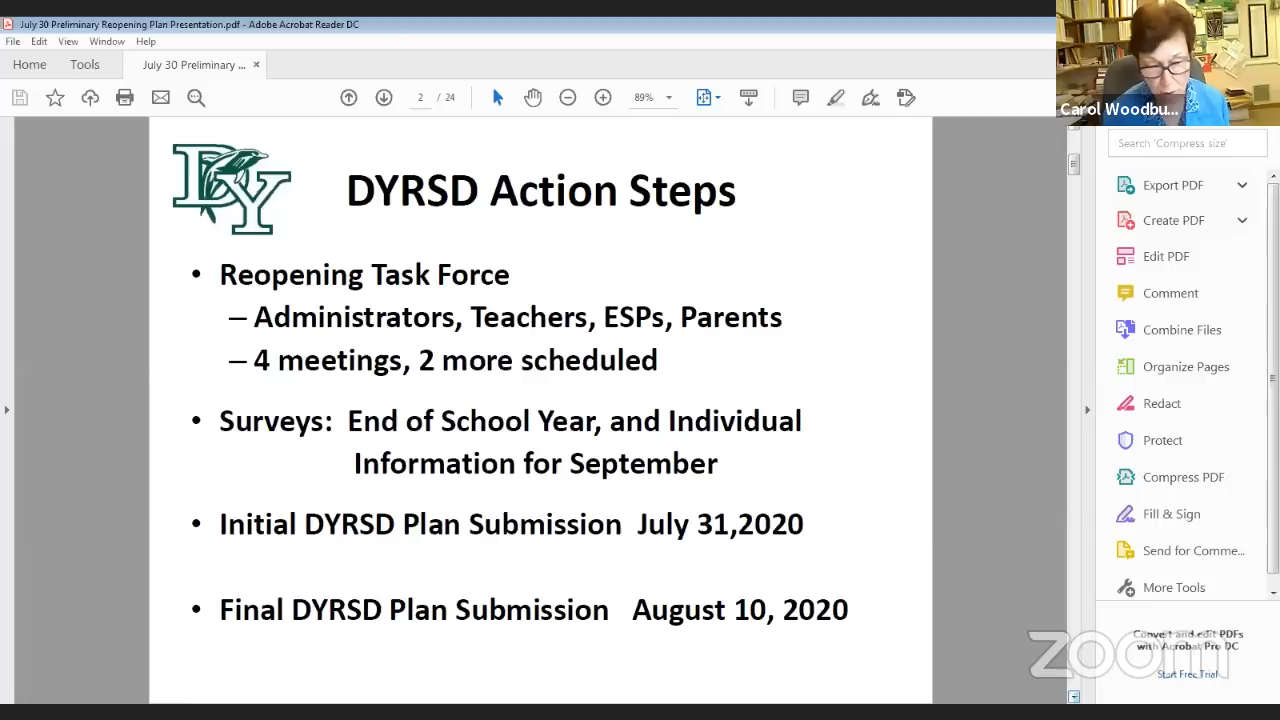 July 30 Preliminary Reopening Plan Presentation.pdf - Adobe Acrobat Reader DC
File Edit View Window Help
Home Tools July 30 Preliminary ... ×
2 / 24 89%
Carol Woodbu...
DY
DYRSD Action Steps
• Reopening Task Force
– Administrators, Teachers, ESPs, Parents
– 4 meetings, 2 more scheduled
• Surveys: End of School Year, and Individual
Information for September
• Initial DYRSD Plan Submission July 31,2020
• Final DYRSD Plan Submission August 10, 2020
Search 'Compress size'
Export PDF
Create PDF
Edit PDF
Comment
Combine Files
Organize Pages
Redact
Protect
Compress PDF
Fill & Sign
Send for Comme...
More Tools
Convert and edit PDFs
with Acrobat Pro DC
Start Free Trial
zoom